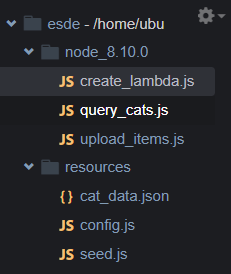 esde - /home/ubu
node_8.10.0
JS create_lambda.js
JS query_cats.js
JS upload_items.js
resources
{ } cat_data.json
JS config.js
JS seed.js